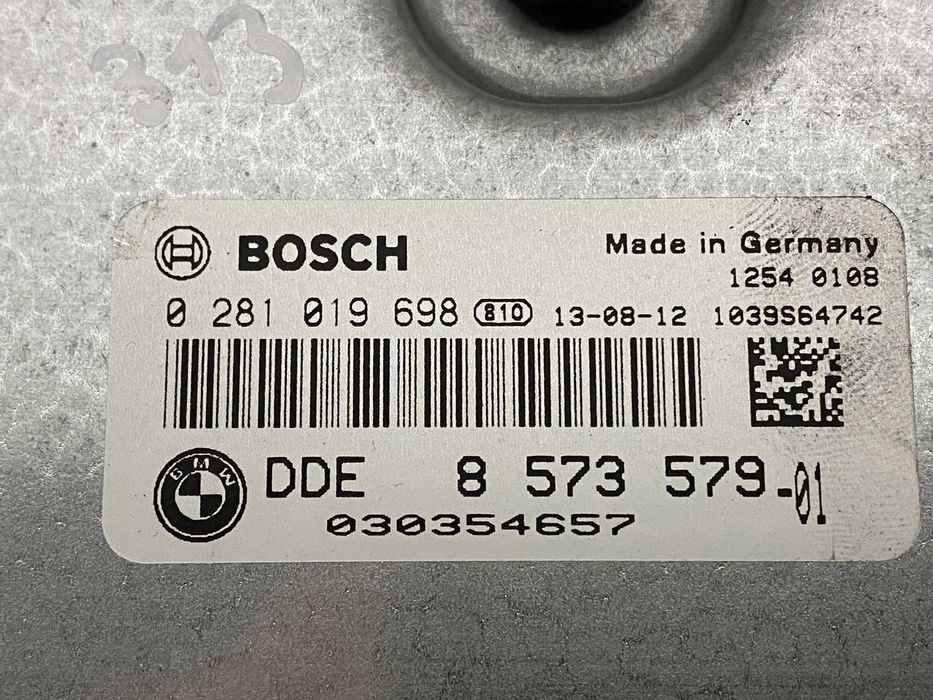 313
BOSCH Made in Germany
1254 0108
0 281 019 698 810 13-08-12 1039S64742
BMW DDE 8 573 579-01
030354657